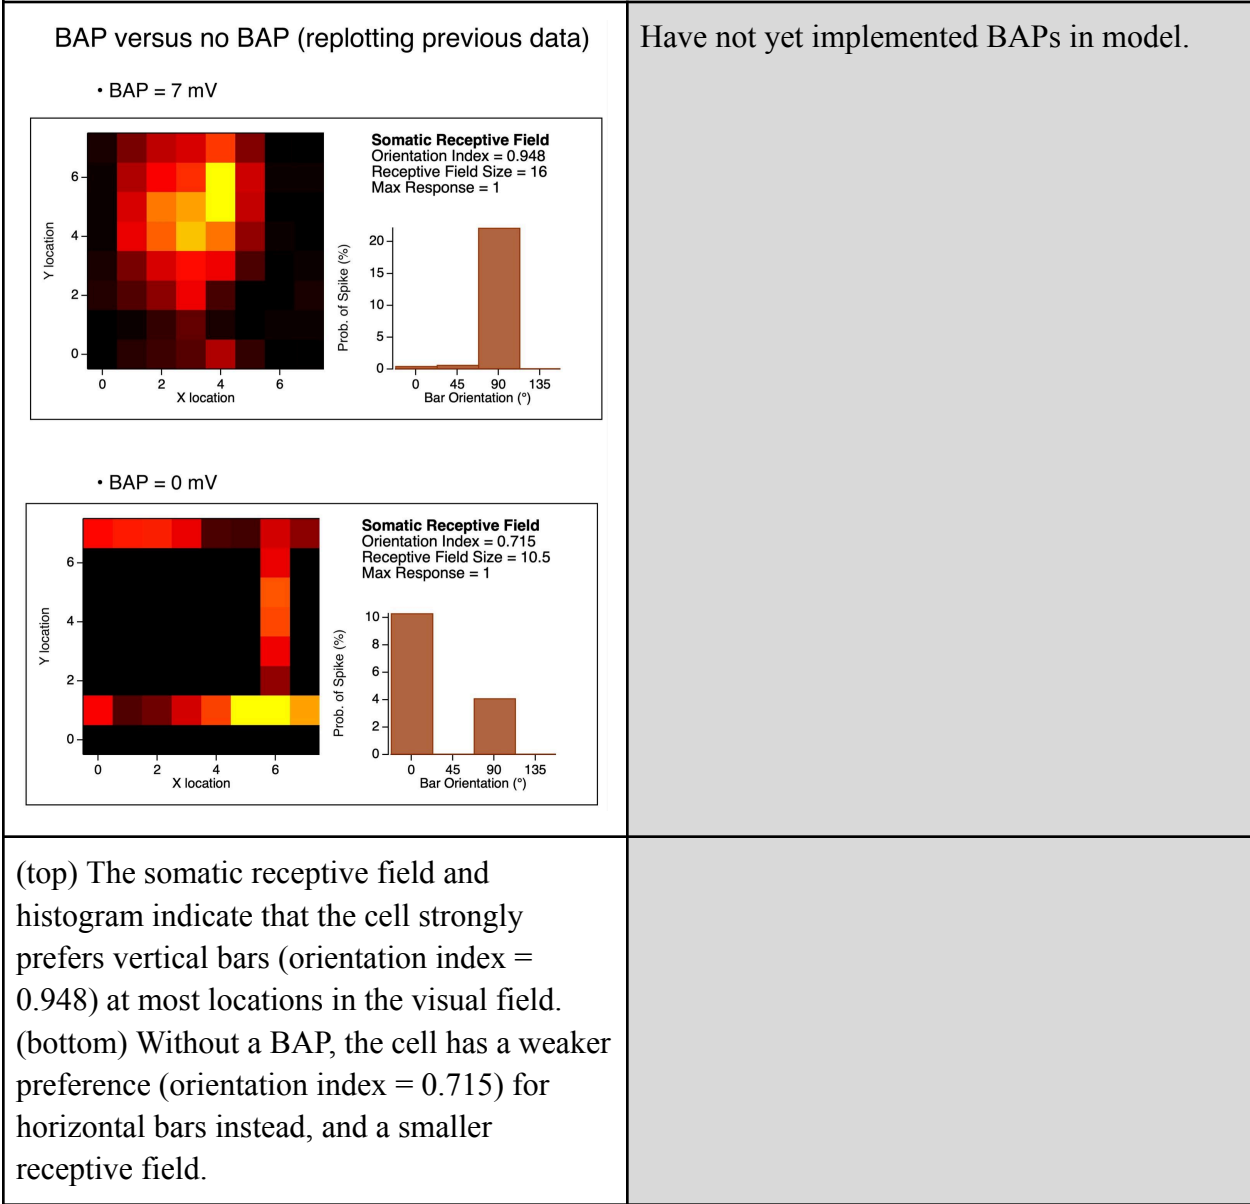 BAP versus no BAP (replotting previous data)
• BAP = 7 mV
Somatic Receptive Field
Orientation Index = 0.948
Receptive Field Size = 16
Max Response = 1
Y location
6
4
2
0
0 2 4 6
X location
Prob. of Spike (%)
20
15
10
5
0
0 45 90 135
Bar Orientation (°)
• BAP = 0 mV
Somatic Receptive Field
Orientation Index = 0.715
Receptive Field Size = 10.5
Max Response = 1
Y location
6
4
2
0
0 2 4 6
X location
Prob. of Spike (%)
10
8
6
4
2
0
0 45 90 135
Bar Orientation (°)
Have not yet implemented BAPs in model.
(top) The somatic receptive field and
histogram indicate that the cell strongly
prefers vertical bars (orientation index =
0.948) at most locations in the visual field.
(bottom) Without a BAP, the cell has a weaker
preference (orientation index = 0.715) for
horizontal bars instead, and a smaller
receptive field.